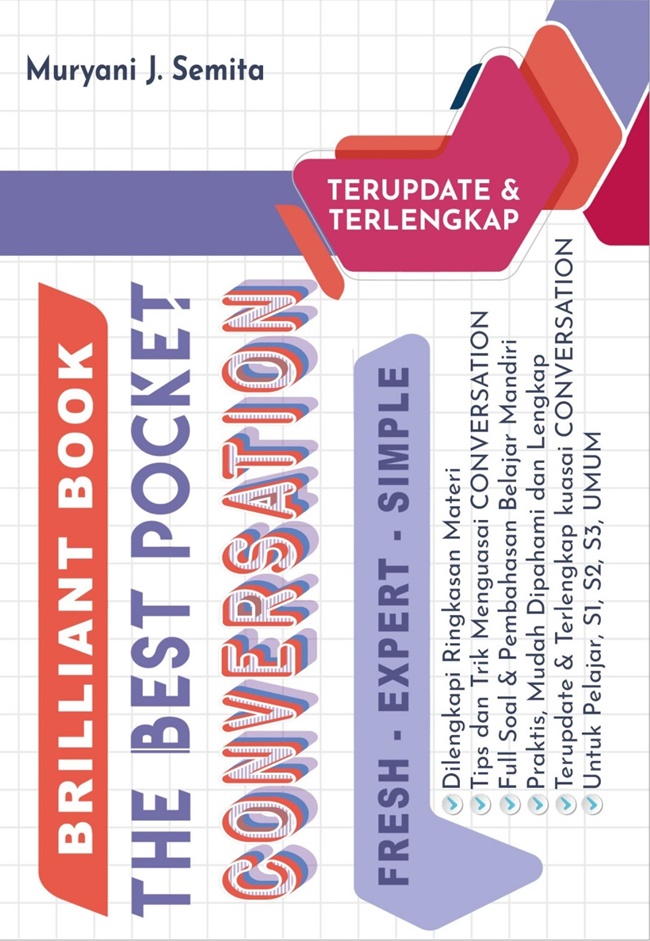 Muryani J. Semita
TERUPDATE &
TERLENGKAP
BRILLIANT BOOK
THE BEST POCKET
CONVERSATION
FRESH - EXPERT - SIMPLE
Dilengkapi Ringkasan Materi
Tips dan Trik Menguasai CONVERSATION
Full Soal & Pembahasan Belajar Mandiri
Praktis, Mudah Dipahami dan Lengkap
Terupdate & Terlengkap kuasai CONVERSATION
Untuk Pelajar, S1, S2, S3, UMUM